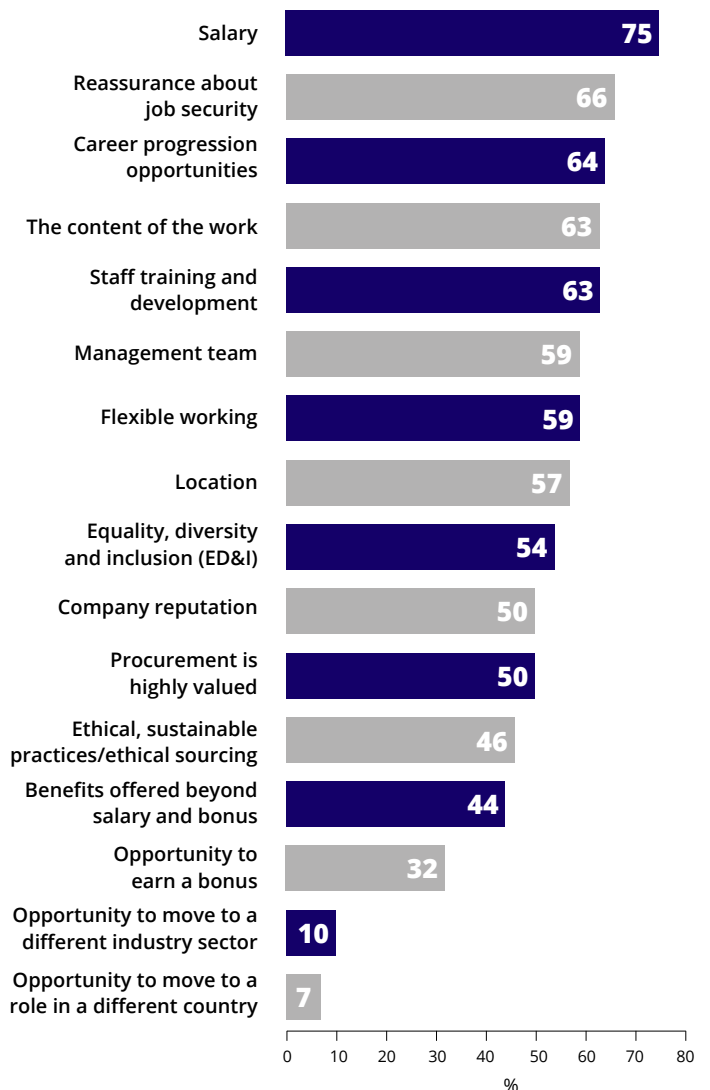 Salary
75
Reassurance about
job security
66
Career progression
opportunities
64
The content of the work
63
Staff training and
development
63
Management team
59
Flexible working
59
Location
57
Equality, diversity
and inclusion (ED&I)
54
Company reputation
50
Procurement is
highly valued
50
Ethical, sustainable
practices/ethical sourcing
46
Benefits offered beyond
salary and bonus
44
Opportunity to
earn a bonus
32
Opportunity to move to a
different industry sector
10
Opportunity to move to a
role in a different country
7
0 10 20 30 40 50 60 70 80
%